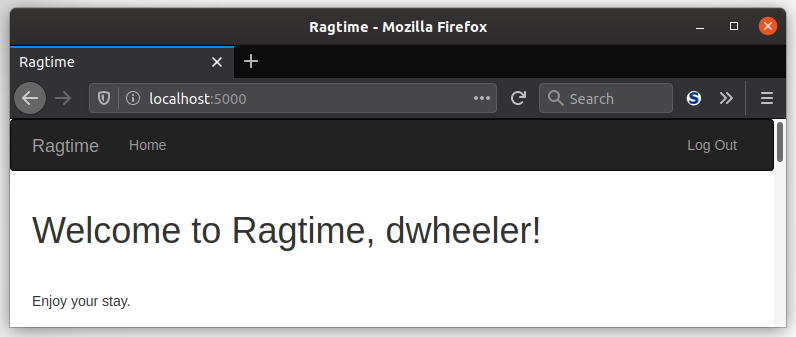 Ragtime - Mozilla Firefox
Ragtime
localhost:5000
Search
S
Ragtime Home Log Out
Welcome to Ragtime, dwheeler!
Enjoy your stay.